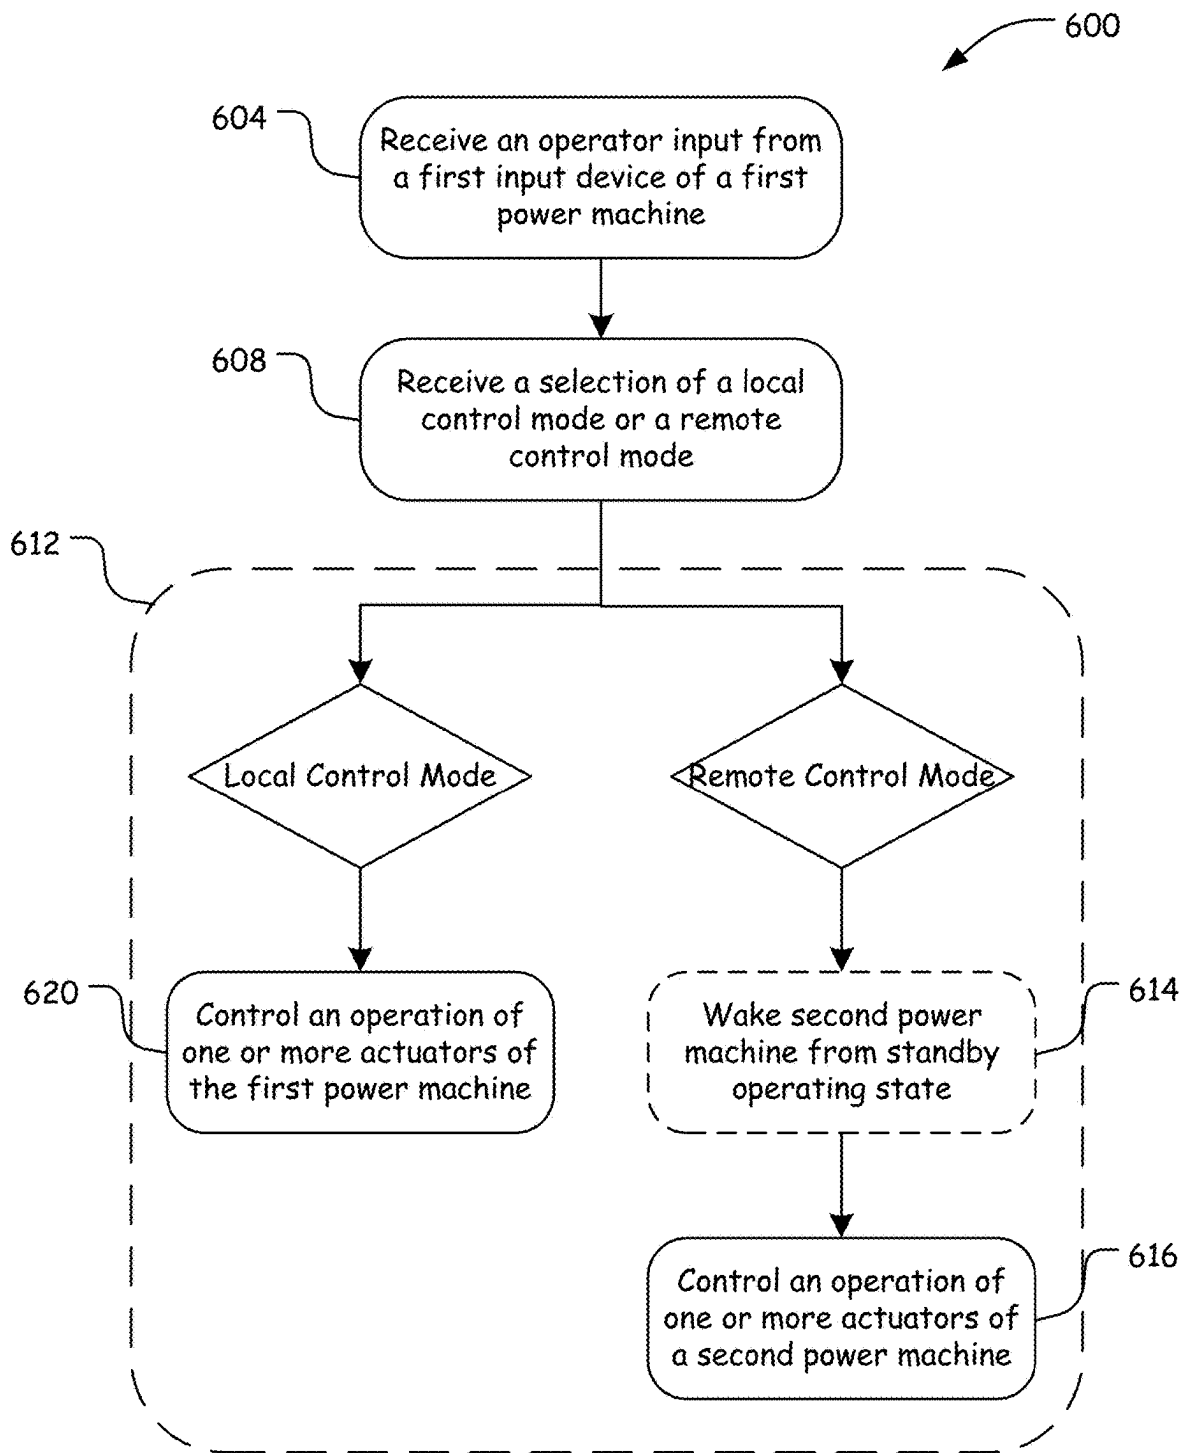 600
604
Receive an operator input from
a first input device of a first
power machine
608
Receive a selection of a local
control mode or a remote
control mode
612
Local Control Mode
Remote Control Mode
620
Control an operation of
one or more actuators of
the first power machine
Wake second power
machine from standby
operating state
614
Control an operation of
one or more actuators of
a second power machine
616